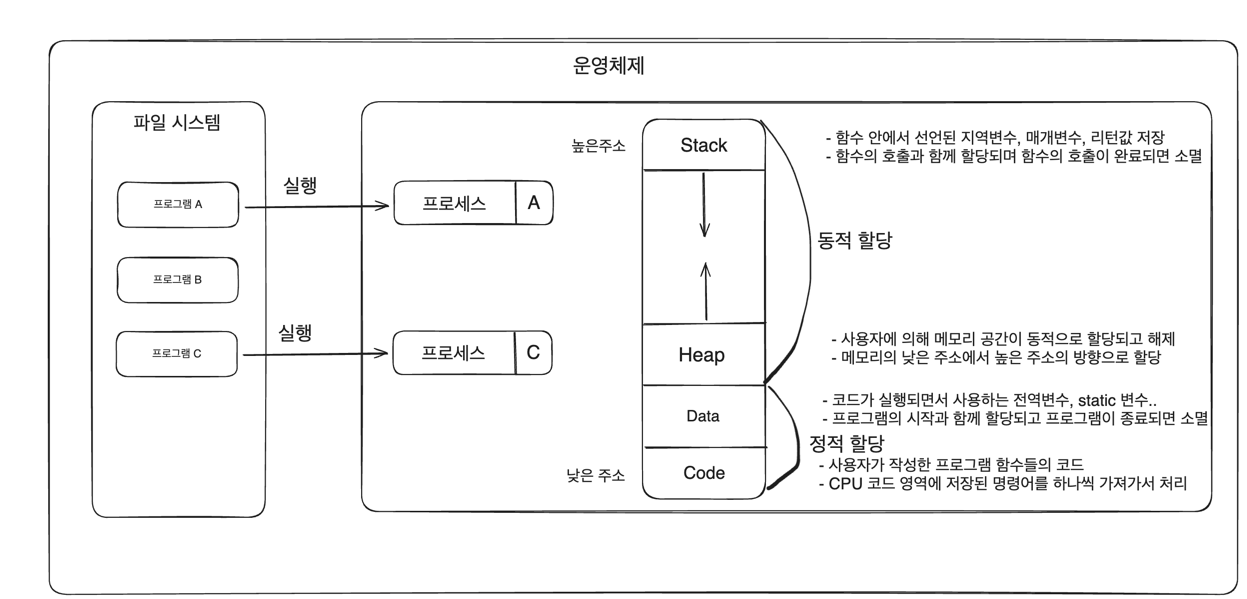 운영체제
파일 시스템
프로그램 A
프로그램 B
프로그램 C
실행
실행
프로세스 A
프로세스 C
높은주소
낮은 주소
Stack
Heap
Data
Code
- 함수 안에서 선언된 지역변수, 매개변수, 리턴값 저장
- 함수의 호출과 함께 할당되며 함수의 호출이 완료되면 소멸
동적 할당
- 사용자에 의해 메모리 공간이 동적으로 할당되고 해제
- 메모리의 낮은 주소에서 높은 주소의 방향으로 할당
- 코드가 실행되면서 사용하는 전역변수, static 변수..
- 프로그램의 시작과 함께 할당되고 프로그램이 종료되면 소멸
정적 할당
- 사용자가 작성한 프로그램 함수들의 코드
- CPU 코드 영역에 저장된 명령어를 하나씩 가져가서 처리